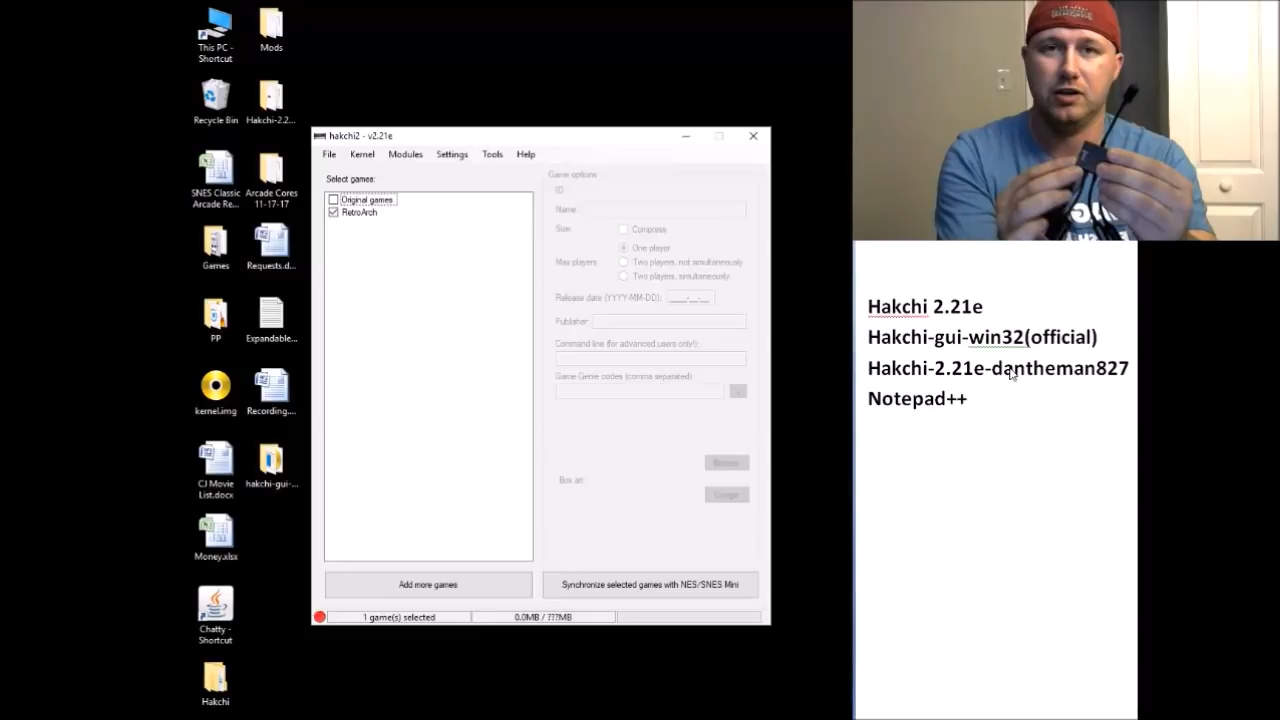 This PC -
Shortcut
Mods
Recycle Bin
Hakchi-2.2...
SNES Classic
Arcade Re...
Arcade Cores
11-17-17
Games
Requests.d...
PP
Expandable...
kernel.img
Recording....
CJ Movie
List.docx
hakchi-gui-...
Money.xlsx
Chatty -
Shortcut
Hakchi
hakchi2 - v2.21e
File Kernel Modules Settings Tools Help
Select games:
Original games
RetroArch
Add more games
1 game(s) selected
0.0MB / ???MB
Game options
ID
Name:
Size:
Compress
Max players:
One player
Two players, not simultaneously
Two players, simultaneously
Release date (YYYY-MM-DD):
Publisher:
Command line (for advanced users only!):
Game Genie codes (comma separated)
...
Box art:
Browse
Google
Synchronize selected games with NES/SNES Mini
Hakchi 2.21e
Hakchi-gui-win32(official)
Hakchi-2.21e-dantheman827
Notepad++